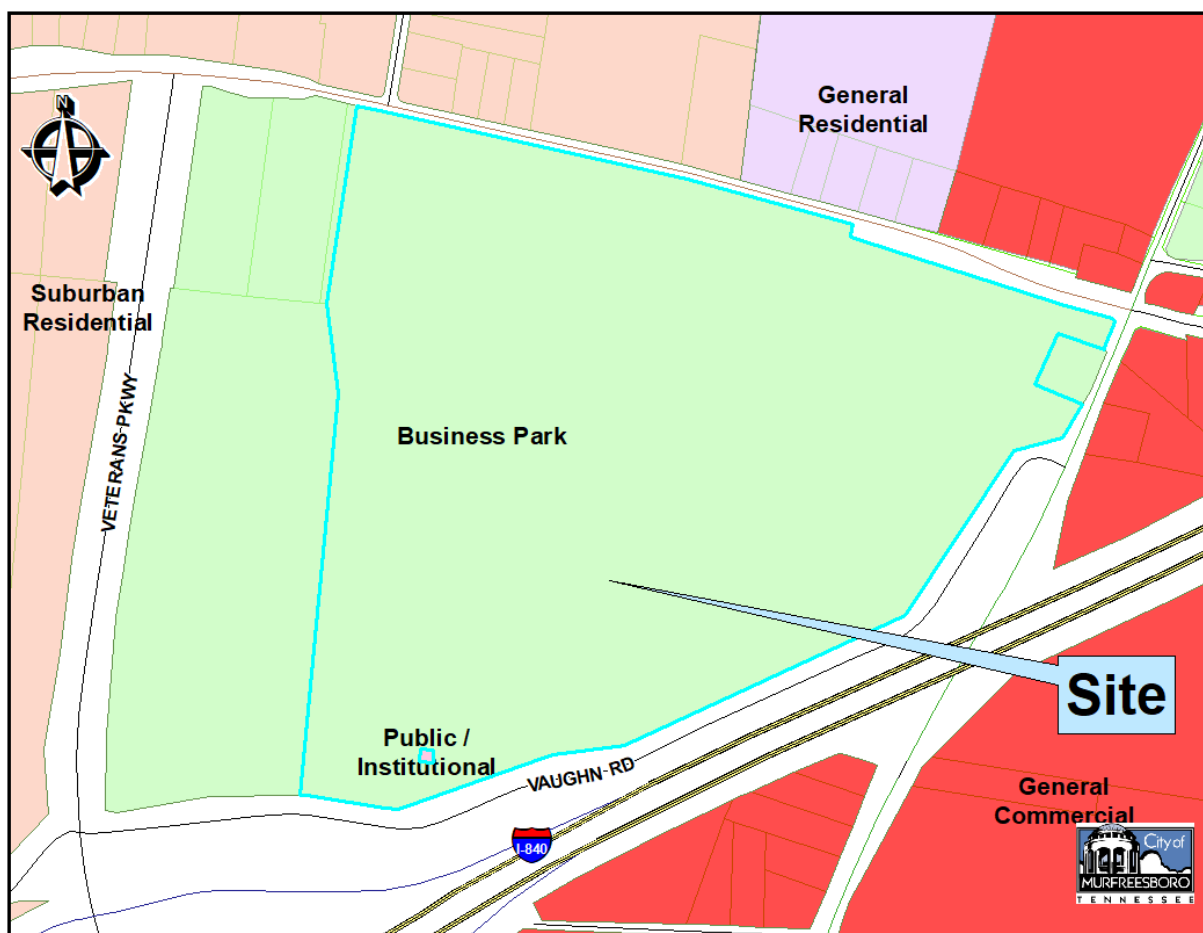 N
General
Residential
Suburban
Residential
VETERANS PKWY
Business Park
Site
Public /
Institutional
VAUGHN RD
I-840
General
Commercial
City of
MURFREESBORO
TENNESSEE